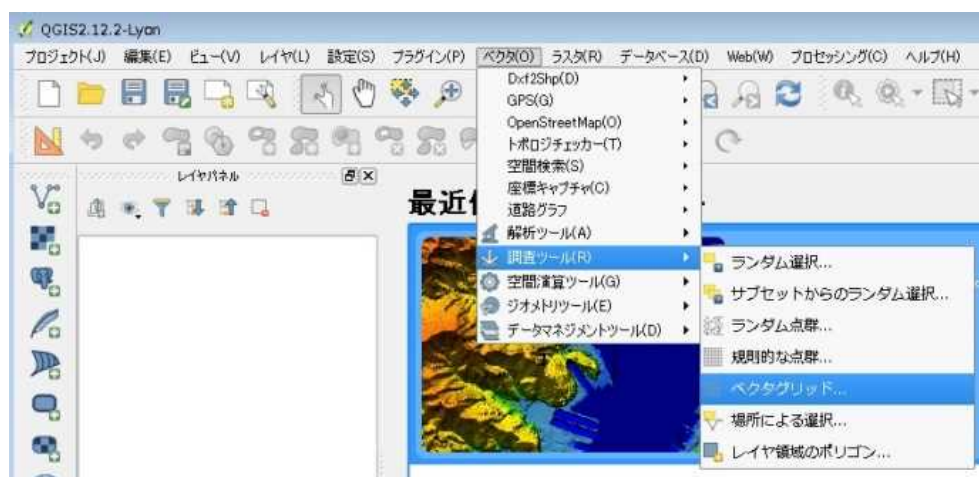 QGIS2.12.2-Lyon
プロジェクト(J) 編集(E) ビュー(V) レイヤ(L) 設定(S) プラグイン(P) ベクタ(O) ラスタ(R) データベース(D) Web(W) プロセッシング(C) ヘルプ(H)
Dxf2Shp(D)
GPS(G)
OpenStreetMap(O)
トポロジチェッカー(T)
空間検索(S)
座標キャプチャ(C)
道路グラフ
解析ツール(A)
調査ツール(R)
空間演算ツール(G)
ジオメトリツール(E)
データマネジメントツール(D)
レイヤパネル
最近
ランダム選択...
サブセットからのランダム選択...
ランダム点群...
規則的な点群...
ベクタグリッド...
場所による選択...
レイヤ領域のポリゴン...